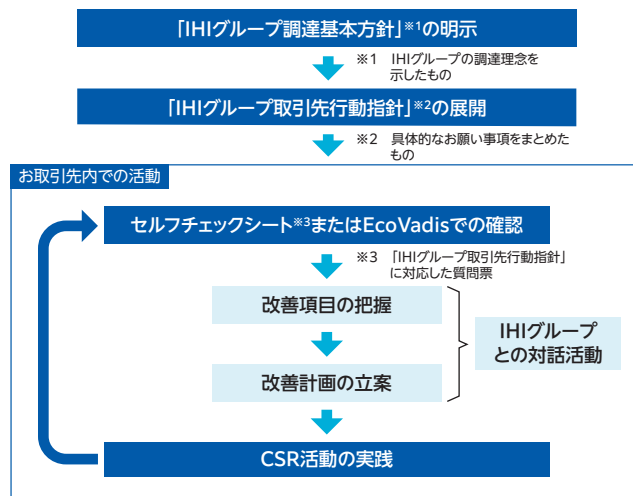 「IHIグループ調達基本方針」※1の明示
※1 IHIグループの調達理念を
示したもの
「IHIグループ取引先行動指針」※2の展開
※2 具体的なお願い事項をまとめた
もの
お取引先内での活動
セルフチェックシート※3またはEcoVadisでの確認
※3 「IHIグループ取引先行動指針」
に対応した質問票
改善項目の把握
IHIグループ
との対話活動
改善計画の立案
CSR活動の実践